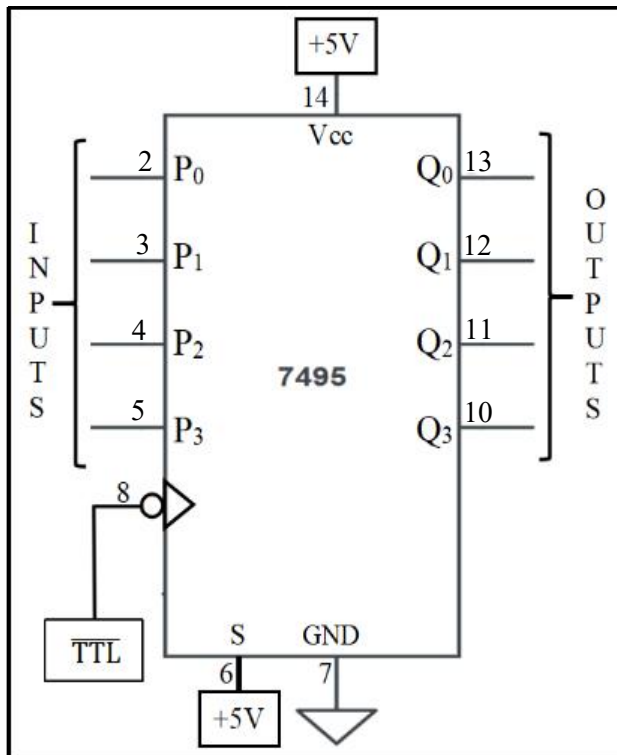 +5V
14
Vcc
2 P₀ Q₀ 13
3 P₁ Q₁ 12
4 P₂ Q₂ 11
5 P₃ Q₃ 10
INPUTS
OUTPUTS
7495
8
T̅T̅L̅
S GND
6 7
+5V